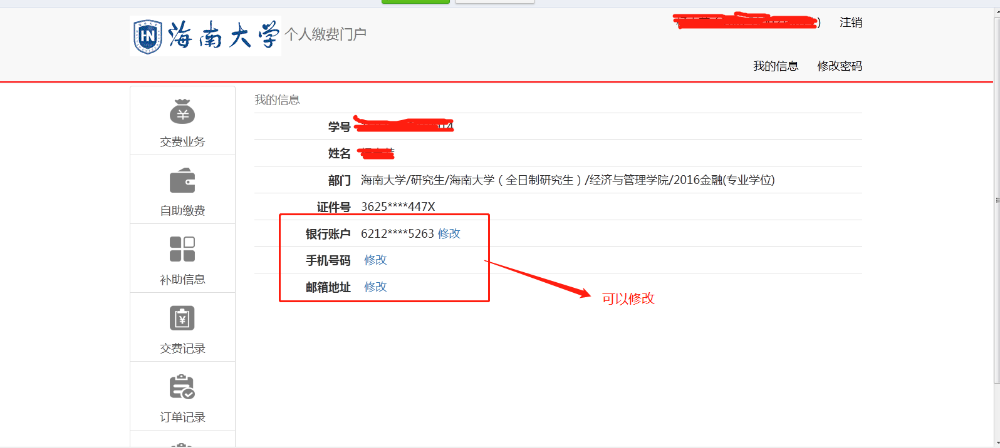 海南大学 个人缴费门户
) 注销
我的信息 修改密码
交费业务
自助缴费
补助信息
交费记录
订单记录
我的信息
学号
姓名
部门 海南大学/研究生/海南大学（全日制研究生）/经济与管理学院/2016金融(专业学位)
证件号 3625****447X
银行账户 6212****5263 修改
手机号码 修改
邮箱地址 修改
可以修改